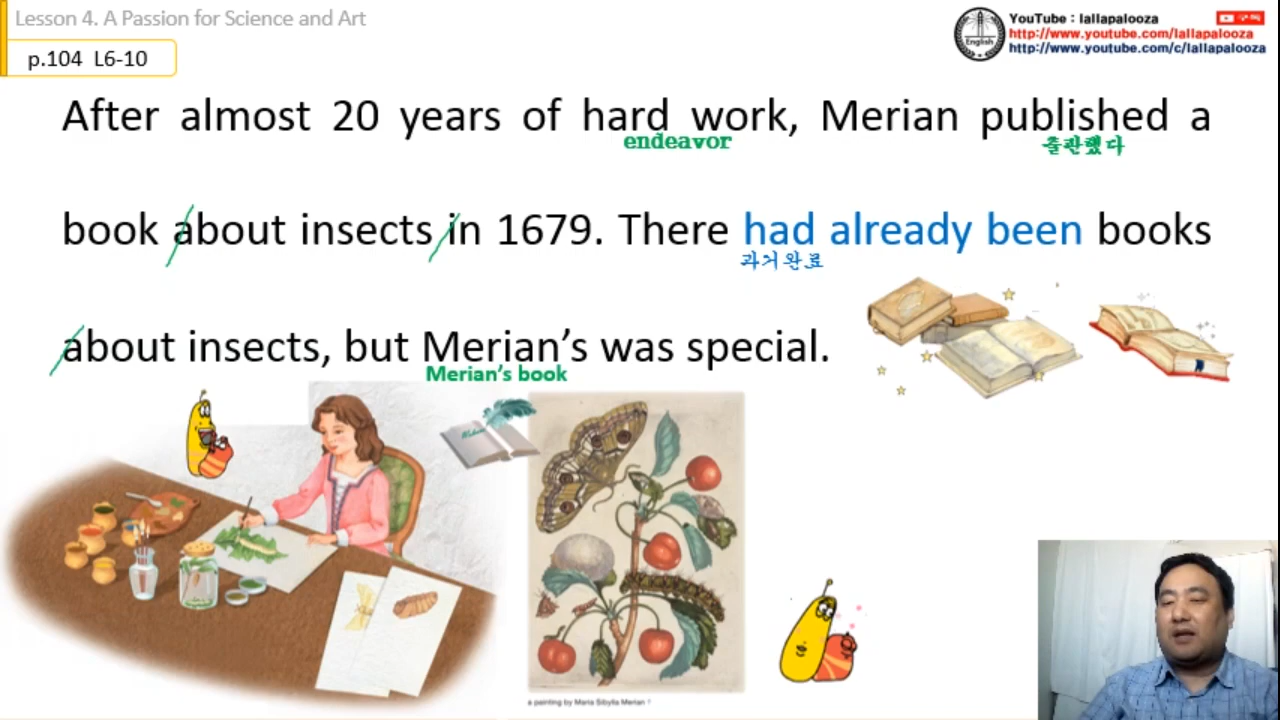 Lesson 4. A Passion for Science and Art
YouTube : lallapalooza
구독
http://www.youtube.com/lallapalooza
http://www.youtube.com/c/lallapalooza
English
p.104 L6-10
After almost 20 years of hard work, Merian published a
endeavor
출판했다
book about insects in 1679. There had already been books
과거완료
about insects, but Merian's was special.
Merian's book
a painting by Maria Sibylla Merian